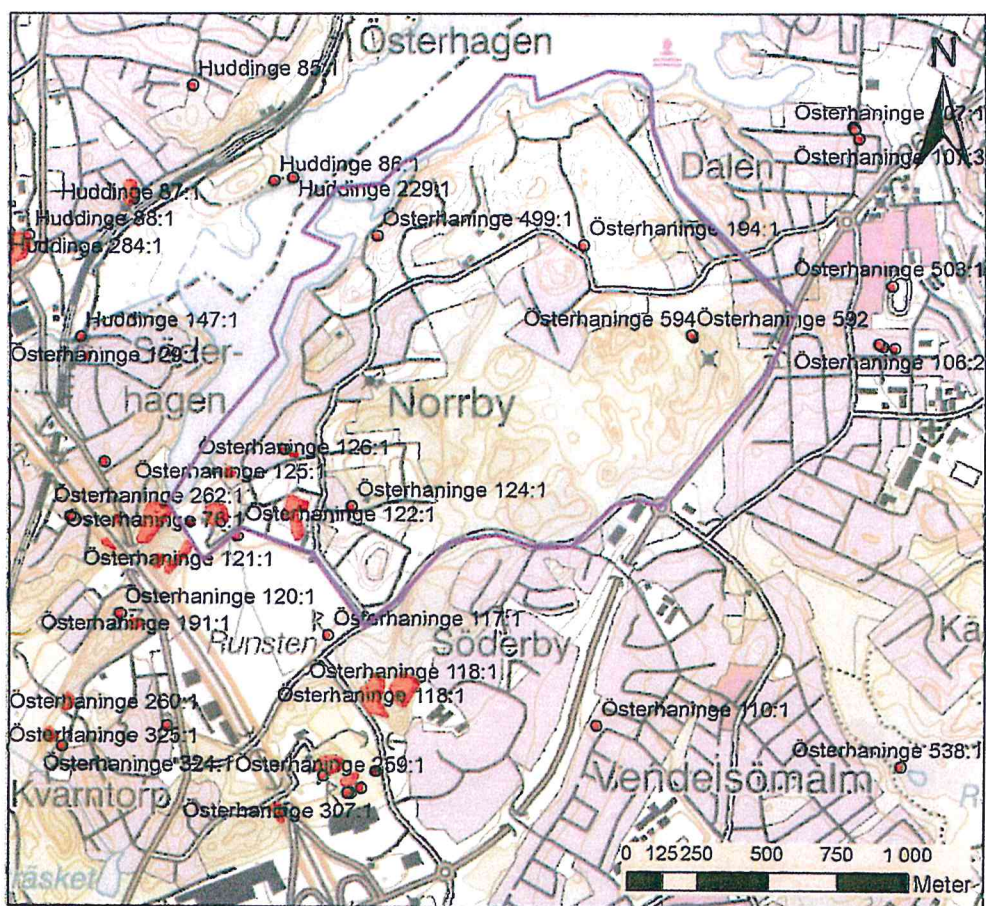 Österhagen
N
Huddinge 85:1
Österhaninge 107:1
Österhaninge 107:3
Dalen
Huddinge 86:1
Huddinge 87:1
Huddinge 229:1
Huddinge 88:1
Österhaninge 499:1
Österhaninge 194:1
Huddinge 284:1
Österhaninge 503:1
Huddinge 147:1
Österhaninge 594
Österhaninge 592
Österhaninge 129:1
Söder-
hagen
Österhaninge 106:2
Norrby
Österhaninge 126:1
Österhaninge 125:1
Österhaninge 262:1
Österhaninge 124:1
Österhaninge 76:1
Österhaninge 122:1
Österhaninge 121:1
Österhaninge 120:1
Österhaninge 191:1
R
Runsten
Österhaninge 117:1
Söderby
Kä
Österhaninge 118:1
Österhaninge 118:1
Österhaninge 260:1
Österhaninge 110:1
Österhaninge 325:1
Österhaninge 538:1
Österhaninge 324:1
Österhaninge 259:1
Kvarntorp
Vendelsömalm
R
Österhaninge 307:1
0 125 250 500 750 1 000
Meter
räsket